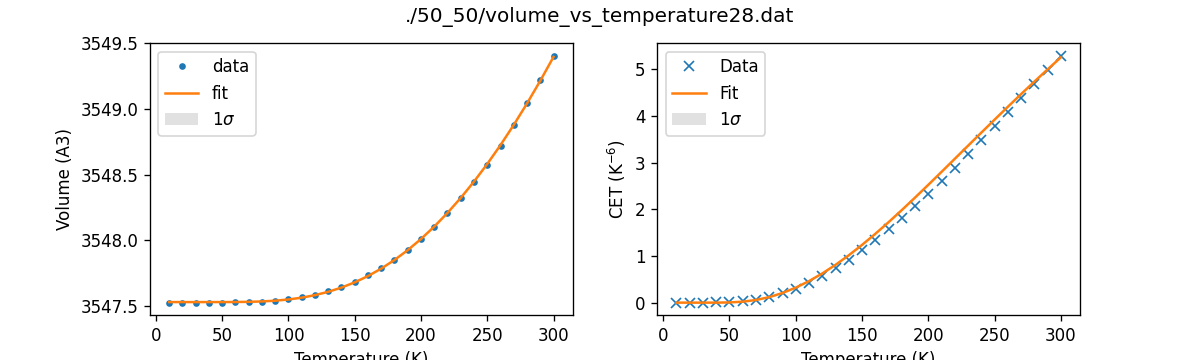 ./50_50/volume_vs_temperature28.dat
3549.5
3549.0
3548.5
3548.0
3547.5
Volume (A3)
data
fit
1σ
0 50 100 150 200 250 300
Temperature (K)
5
4
3
2
1
0
CET (K⁻⁶)
Data
Fit
1σ
0 50 100 150 200 250 300
Temperature (K)